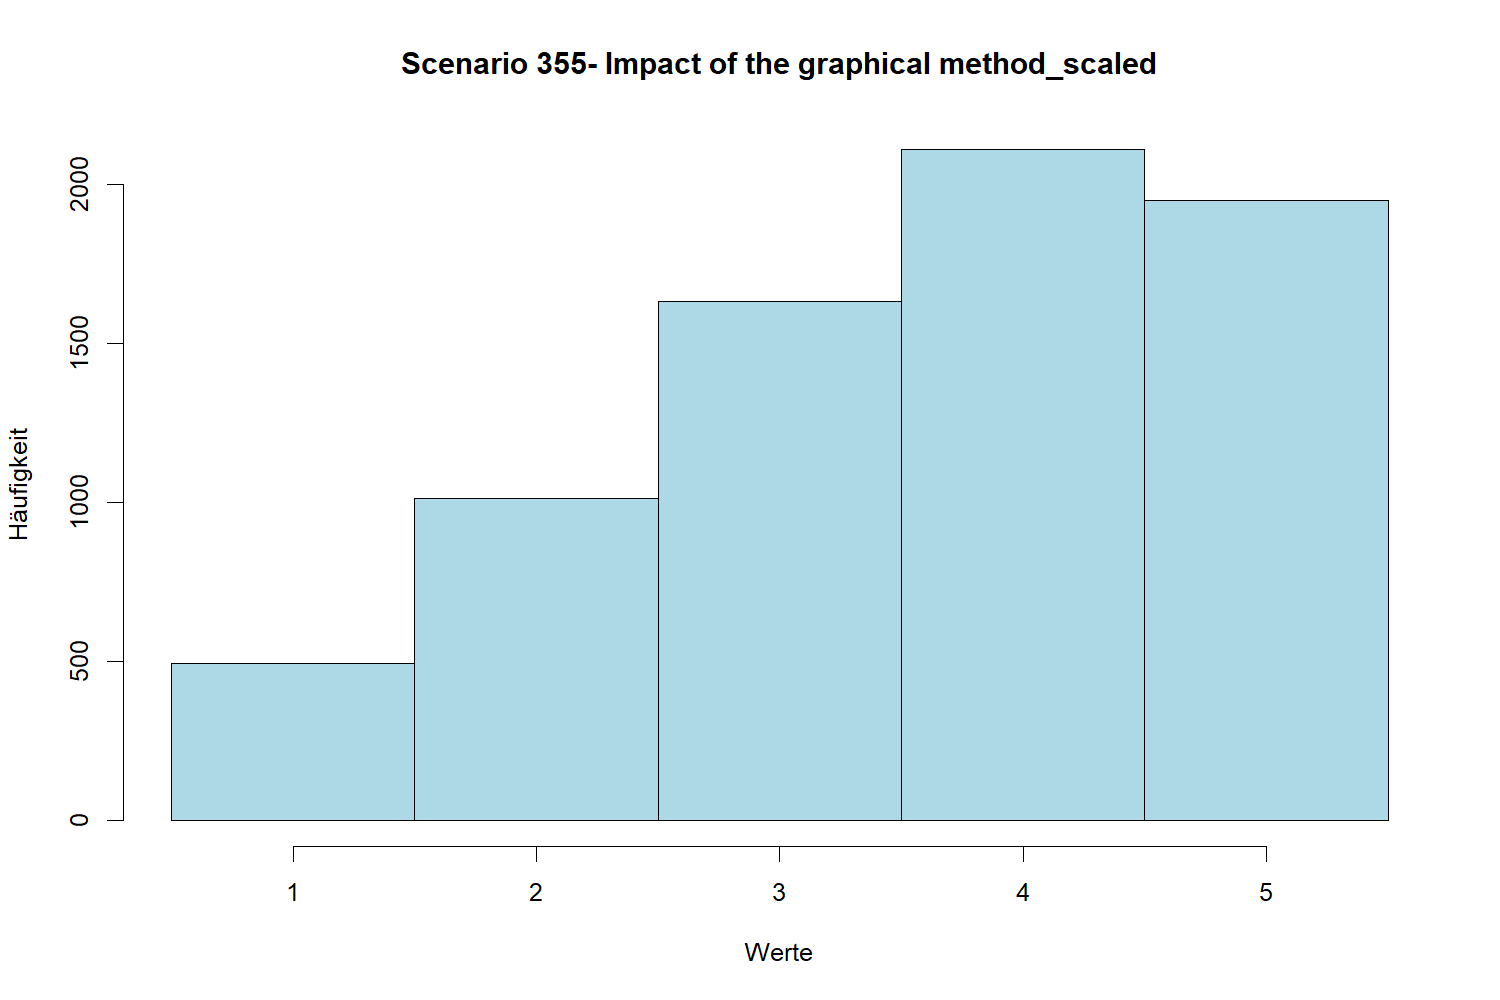 Scenario 355- Impact of the graphical method_scaled
2000
1500
1000
500
0
Häufigkeit
1 2 3 4 5
Werte